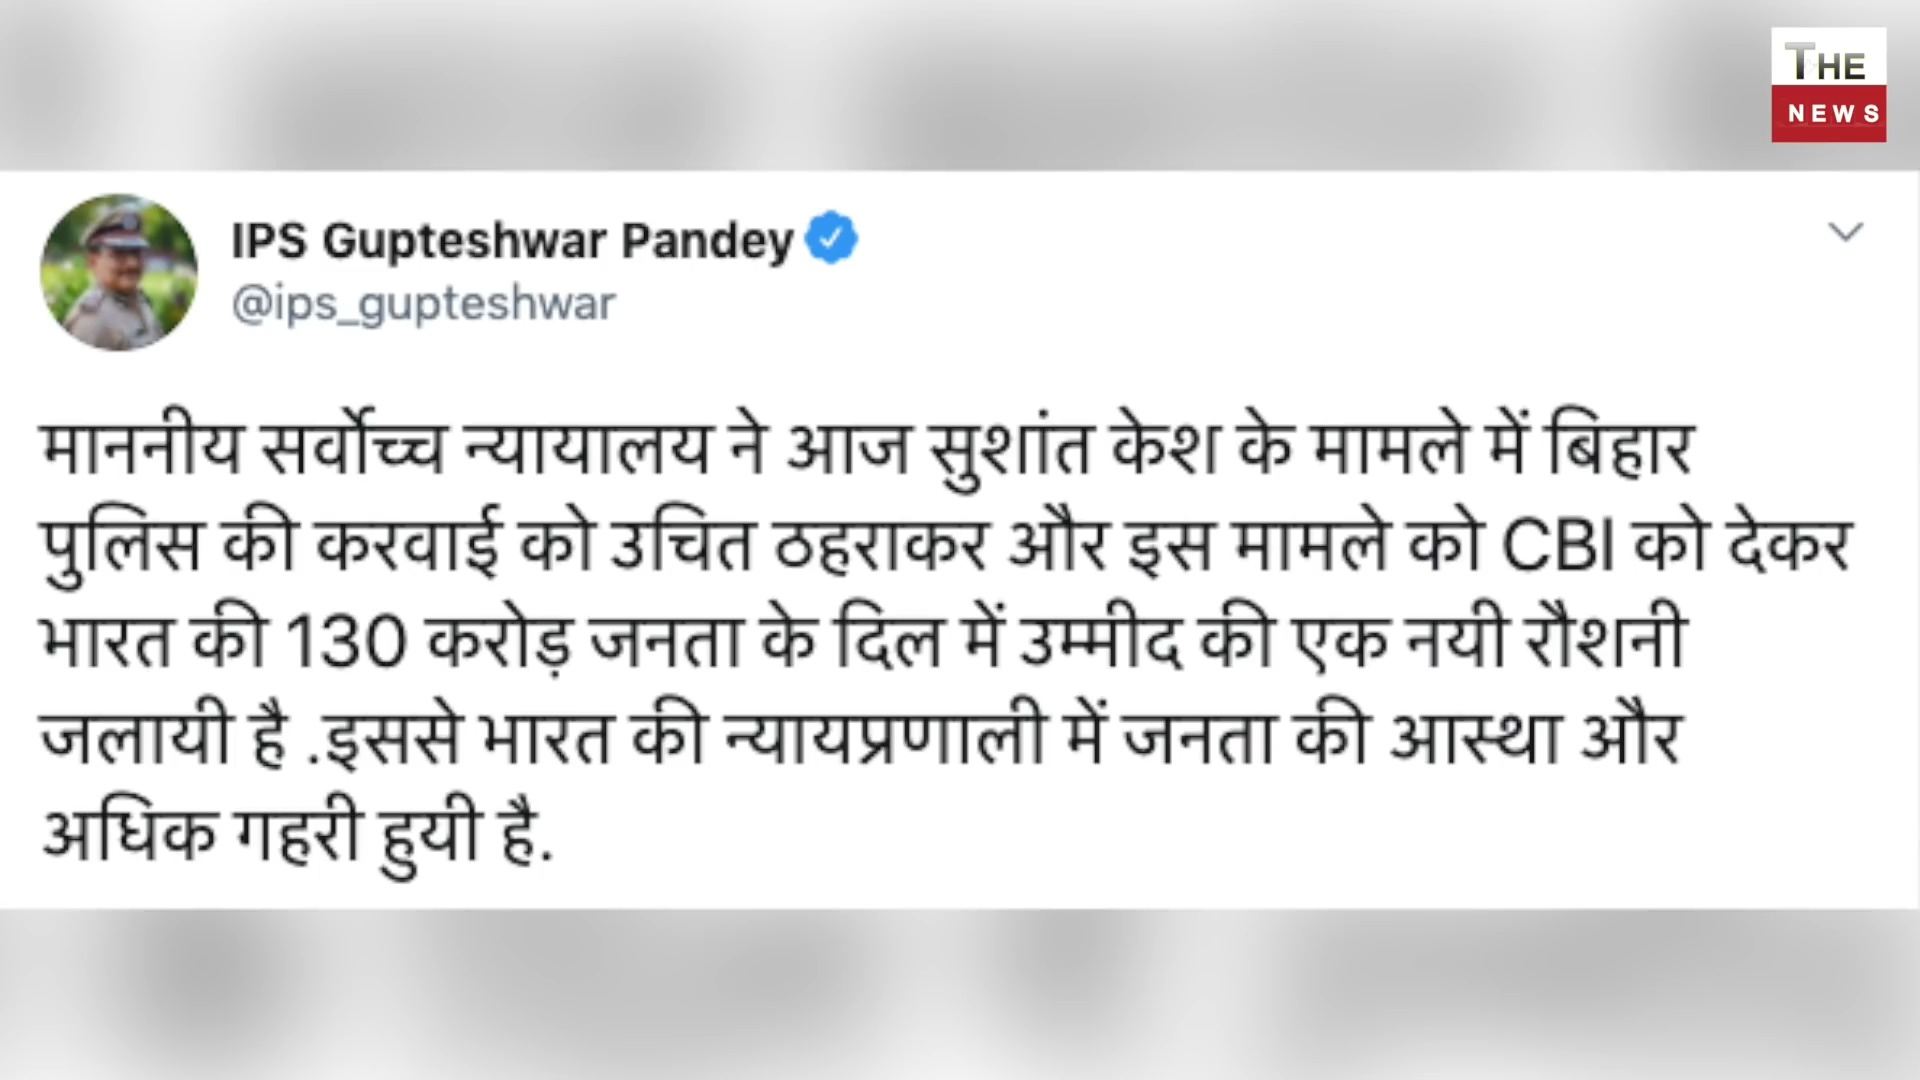 THE
NEWS
IPS Gupteshwar Pandey
@ips_gupteshwar
माननीय सर्वोच्च न्यायालय ने आज सुशांत केश के मामले में बिहार
पुलिस की करवाई को उचित ठहराकर और इस मामले को CBI को देकर
भारत की 130 करोड़ जनता के दिल में उम्मीद की एक नयी रौशनी
जलायी है .इससे भारत की न्यायप्रणाली में जनता की आस्था और
अधिक गहरी हुयी है.